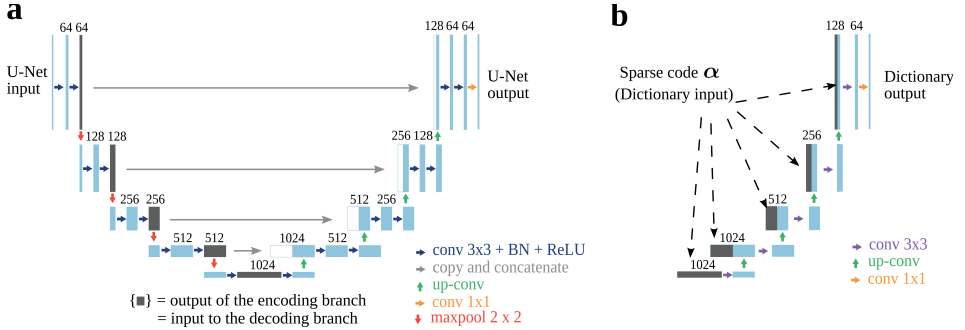 a
64 64
U-Net
input
128 64 64
U-Net
output
128 128
256 128
256 256
512 256
512 512
1024 512
1024
conv 3x3 + BN + ReLU
copy and concatenate
up-conv
conv 1x1
maxpool 2 x 2
{■} = output of the encoding branch
= input to the decoding branch
b
128 64
Sparse code α
(Dictionary input)
Dictionary
output
256
512
1024
1024
conv 3x3
up-conv
conv 1x1